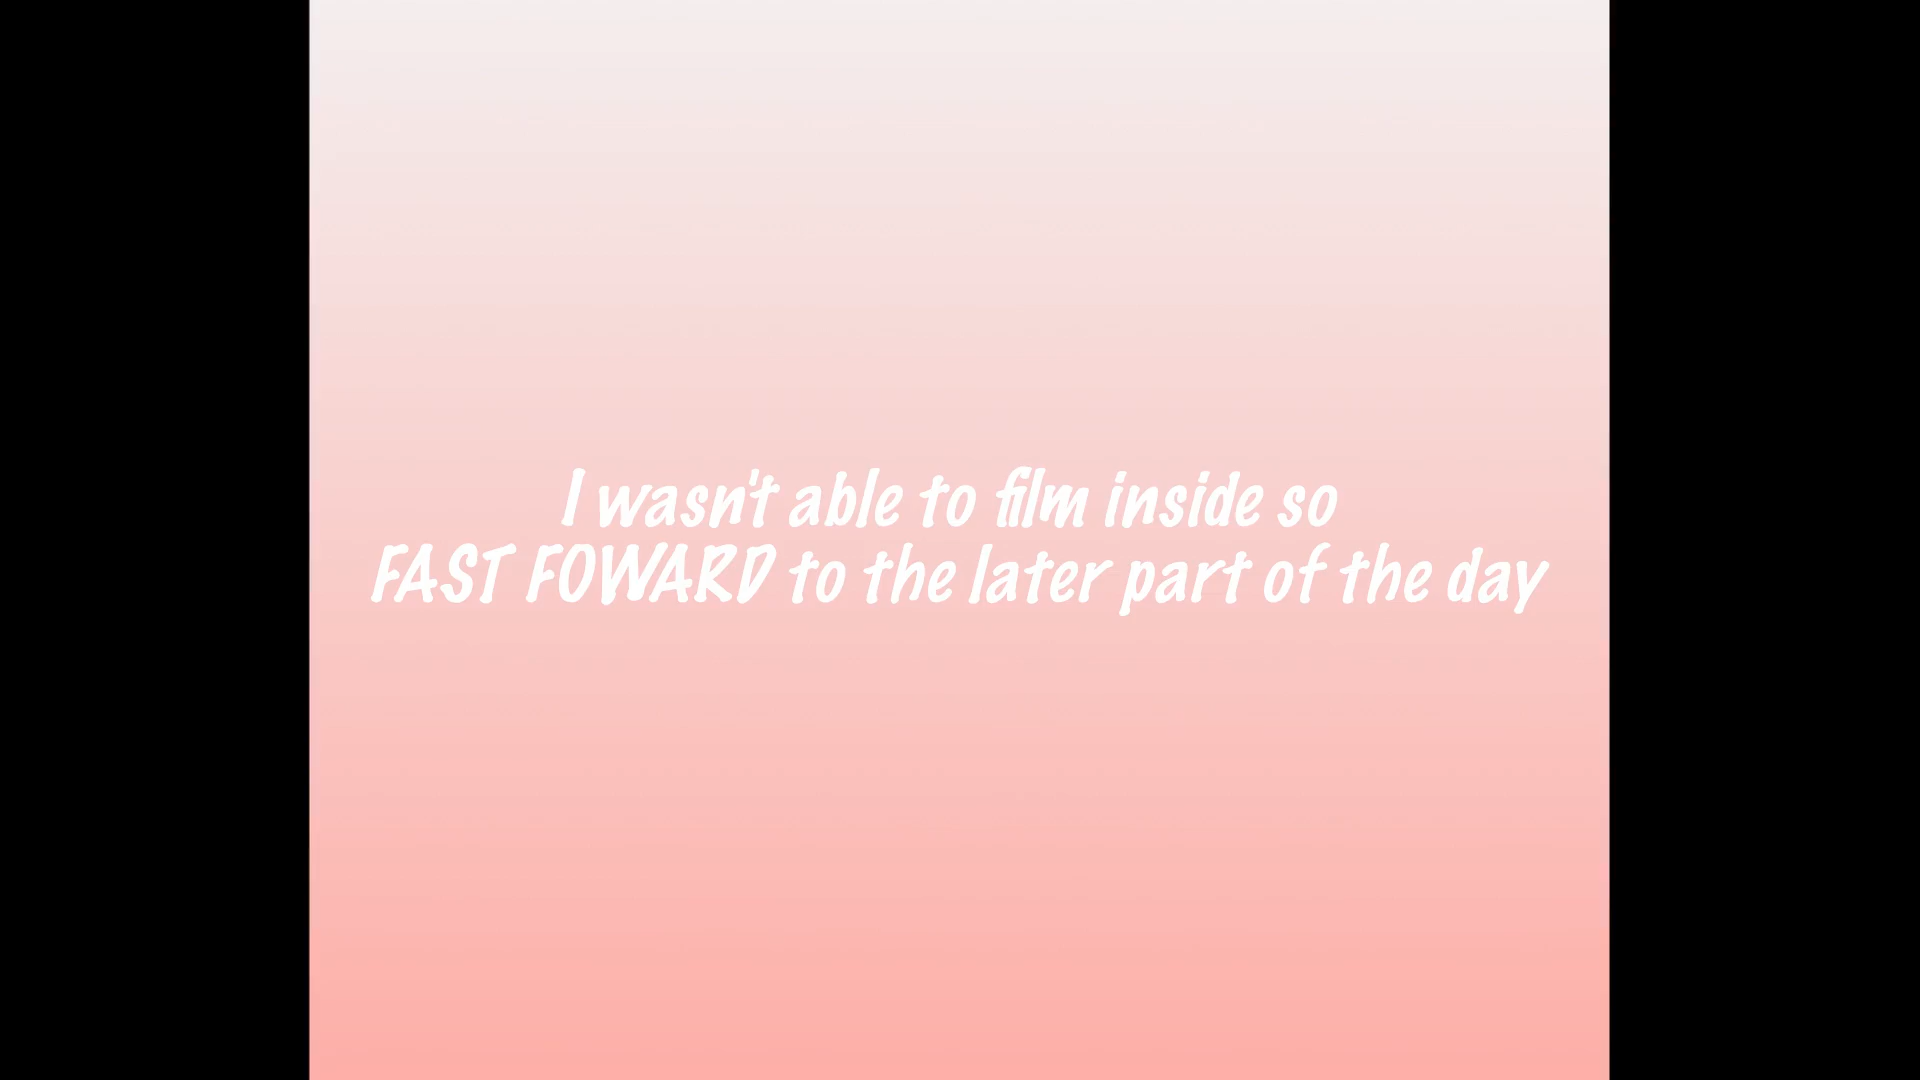 I wasn't able to film inside so
FAST FOWARD to the later part of the day